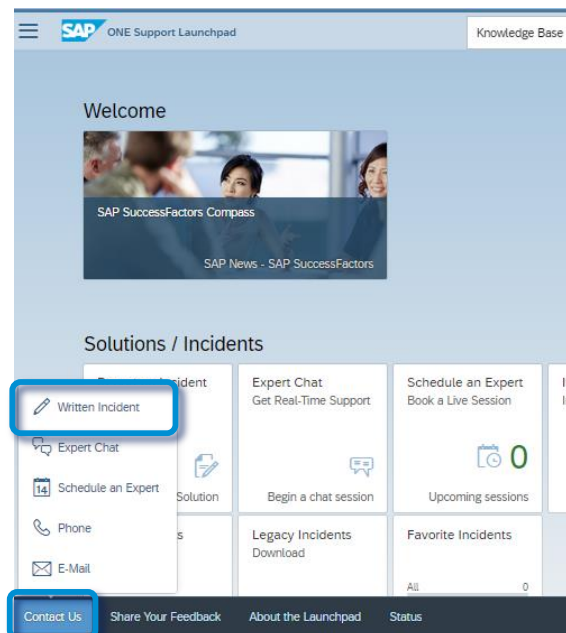 SAP ONE Support Launchpad
Knowledge Base
Welcome
SAP SuccessFactors Compass
SAP News - SAP SuccessFactors
Solutions / Incidents
Written Incident
Expert Chat
Schedule an Expert
14
Phone
E-Mail
Solution
Expert Chat
Get Real-Time Support
Begin a chat session
Schedule an Expert
Book a Live Session
0
Upcoming sessions
Legacy Incidents
Download
Favorite Incidents
All 0
Contact Us Share Your Feedback About the Launchpad Status